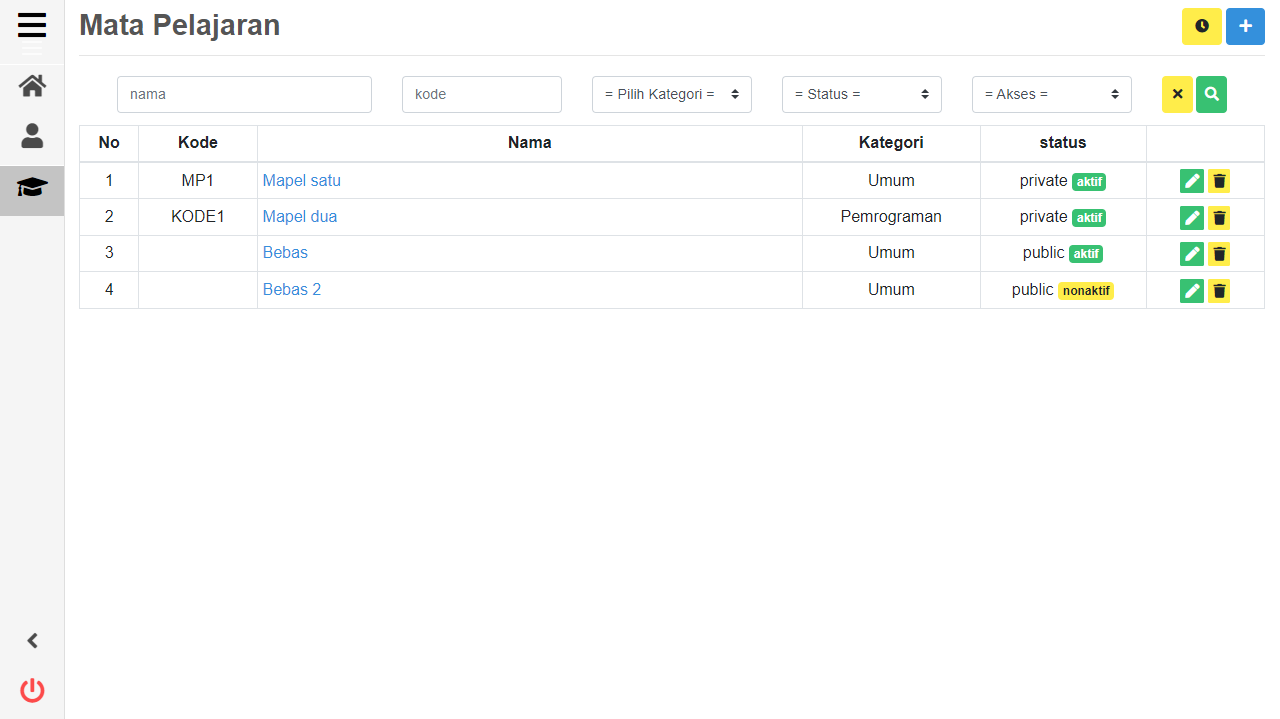 Mata Pelajaran
nama kode = Pilih Kategori = = Status = = Akses =
No Kode Nama Kategori status
1 MP1 Mapel satu Umum private aktif
2 KODE1 Mapel dua Pemrograman private aktif
3 Bebas Umum public aktif
4 Bebas 2 Umum public nonaktif